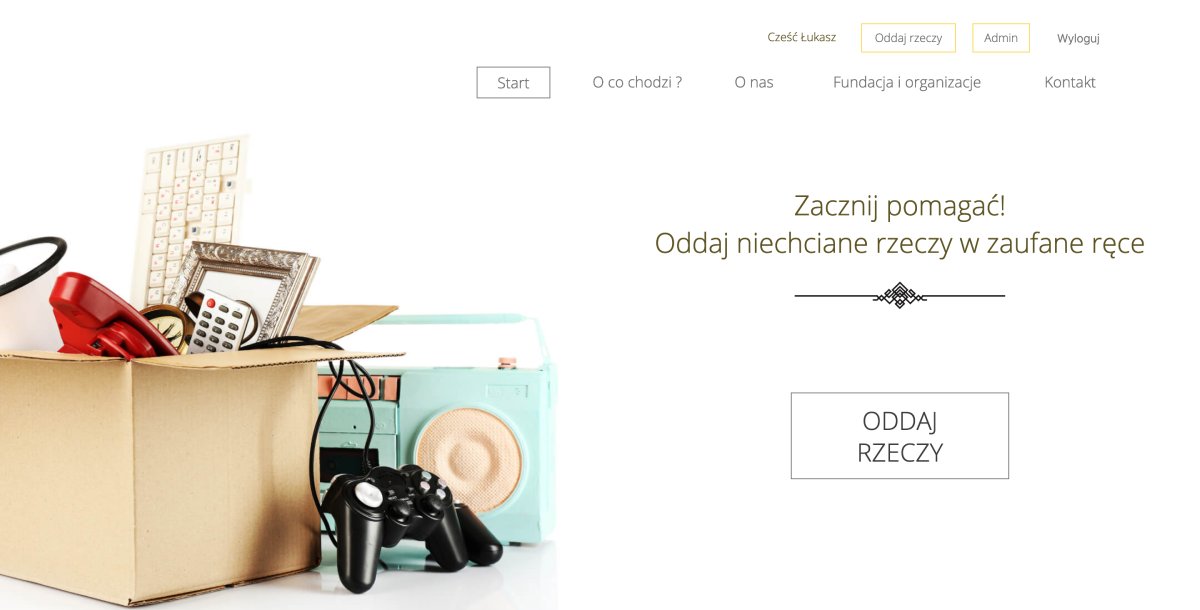 Cześć Łukasz
Oddaj rzeczy
Admin
Wyloguj
Start
O co chodzi ?
O nas
Fundacja i organizacje
Kontakt
Zacznij pomagać!
Oddaj niechciane rzeczy w zaufane ręce
ODDAJ
RZECZY